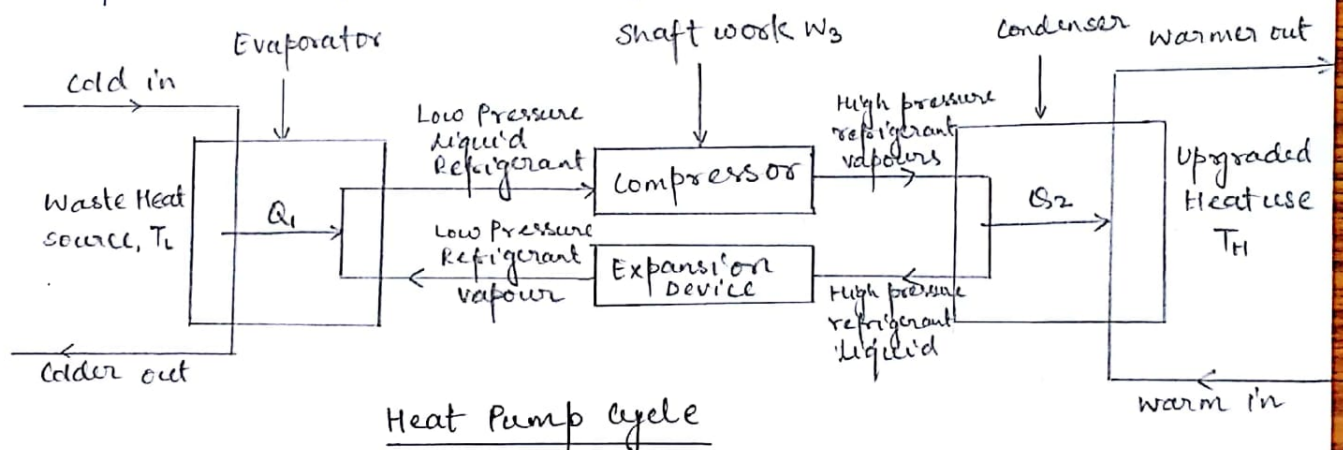 Evaporator
Shaft work W3
Condenser
Warmer out
Cold in
Low Pressure
Liquid
Refrigerant
High pressure
refrigerant
vapours
Compressor
Upgraded
Heat use
TH
Waste Heat
source, TL
Q1
Q2
Low Pressure
Refrigerant
vapour
Expansion
Device
High pressure
refrigerant
liquid
Colder out
Warm in
Heat Pump Cycle